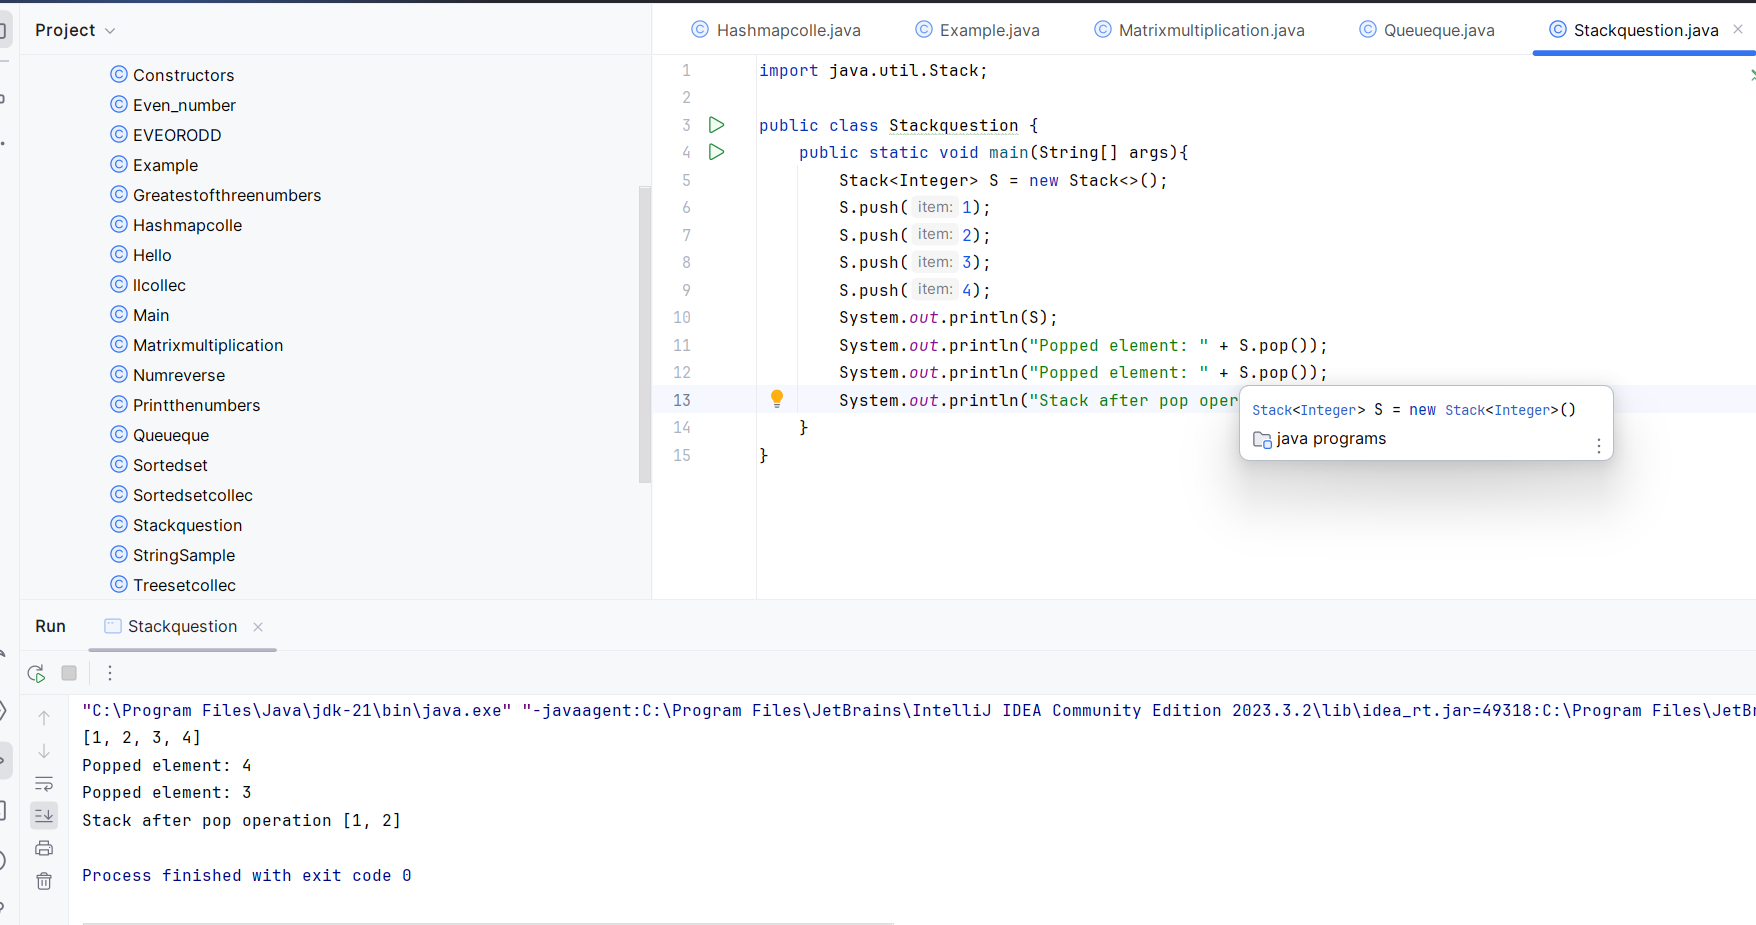 Project
Constructors
Even_number
EVEORODD
Example
Greatestofthreenumbers
Hashmapcolle
Hello
llcollec
Main
Matrixmultiplication
Numreverse
Printthenumbers
Queueque
Sortedset
Sortedsetcollec
Stackquestion
StringSample
Treesetcollec
Hashmapcolle.java Example.java Matrixmultiplication.java Queueque.java Stackquestion.java
1 import java.util.Stack;
2
3 public class Stackquestion {
4 public static void main(String[] args){
5 Stack<Integer> S = new Stack<>();
6 S.push( item: 1);
7 S.push( item: 2);
8 S.push( item: 3);
9 S.push( item: 4);
10 System.out.println(S);
11 System.out.println("Popped element: " + S.pop());
12 System.out.println("Popped element: " + S.pop());
13 System.out.println("Stack after pop oper
14 }
15 }
Stack<Integer> S = new Stack<Integer>()
java programs
Run Stackquestion
"C:\Program Files\Java\jdk-21\bin\java.exe" "-javaagent:C:\Program Files\JetBrains\IntelliJ IDEA Community Edition 2023.3.2\lib\idea_rt.jar=49318:C:\Program Files\JetB
[1, 2, 3, 4]
Popped element: 4
Popped element: 3
Stack after pop operation [1, 2]
Process finished with exit code 0